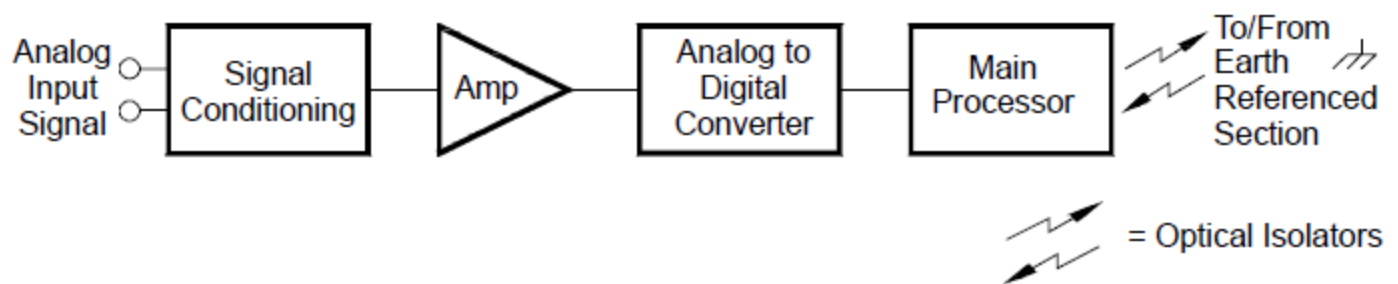 Analog
Input
Signal
Signal
Conditioning
Amp
Analog to
Digital
Converter
Main
Processor
To/From
Earth
Referenced
Section
= Optical Isolators